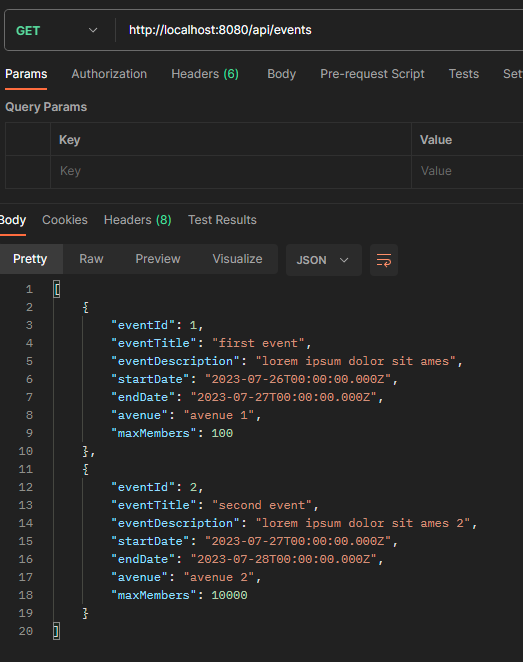 GET http://localhost:8080/api/events
Params Authorization Headers (6) Body Pre-request Script Tests Set
Query Params
Key Value
Key Value
Body Cookies Headers (8) Test Results
Pretty Raw Preview Visualize JSON
1 [
2 {
3 "eventId": 1,
4 "eventTitle": "first event",
5 "eventDescription": "lorem ipsum dolor sit ames",
6 "startDate": "2023-07-26T00:00:00.000Z",
7 "endDate": "2023-07-27T00:00:00.000Z",
8 "avenue": "avenue 1",
9 "maxMembers": 100
10 },
11 {
12 "eventId": 2,
13 "eventTitle": "second event",
14 "eventDescription": "lorem ipsum dolor sit ames 2",
15 "startDate": "2023-07-27T00:00:00.000Z",
16 "endDate": "2023-07-28T00:00:00.000Z",
17 "avenue": "avenue 2",
18 "maxMembers": 10000
19 }
20 ]